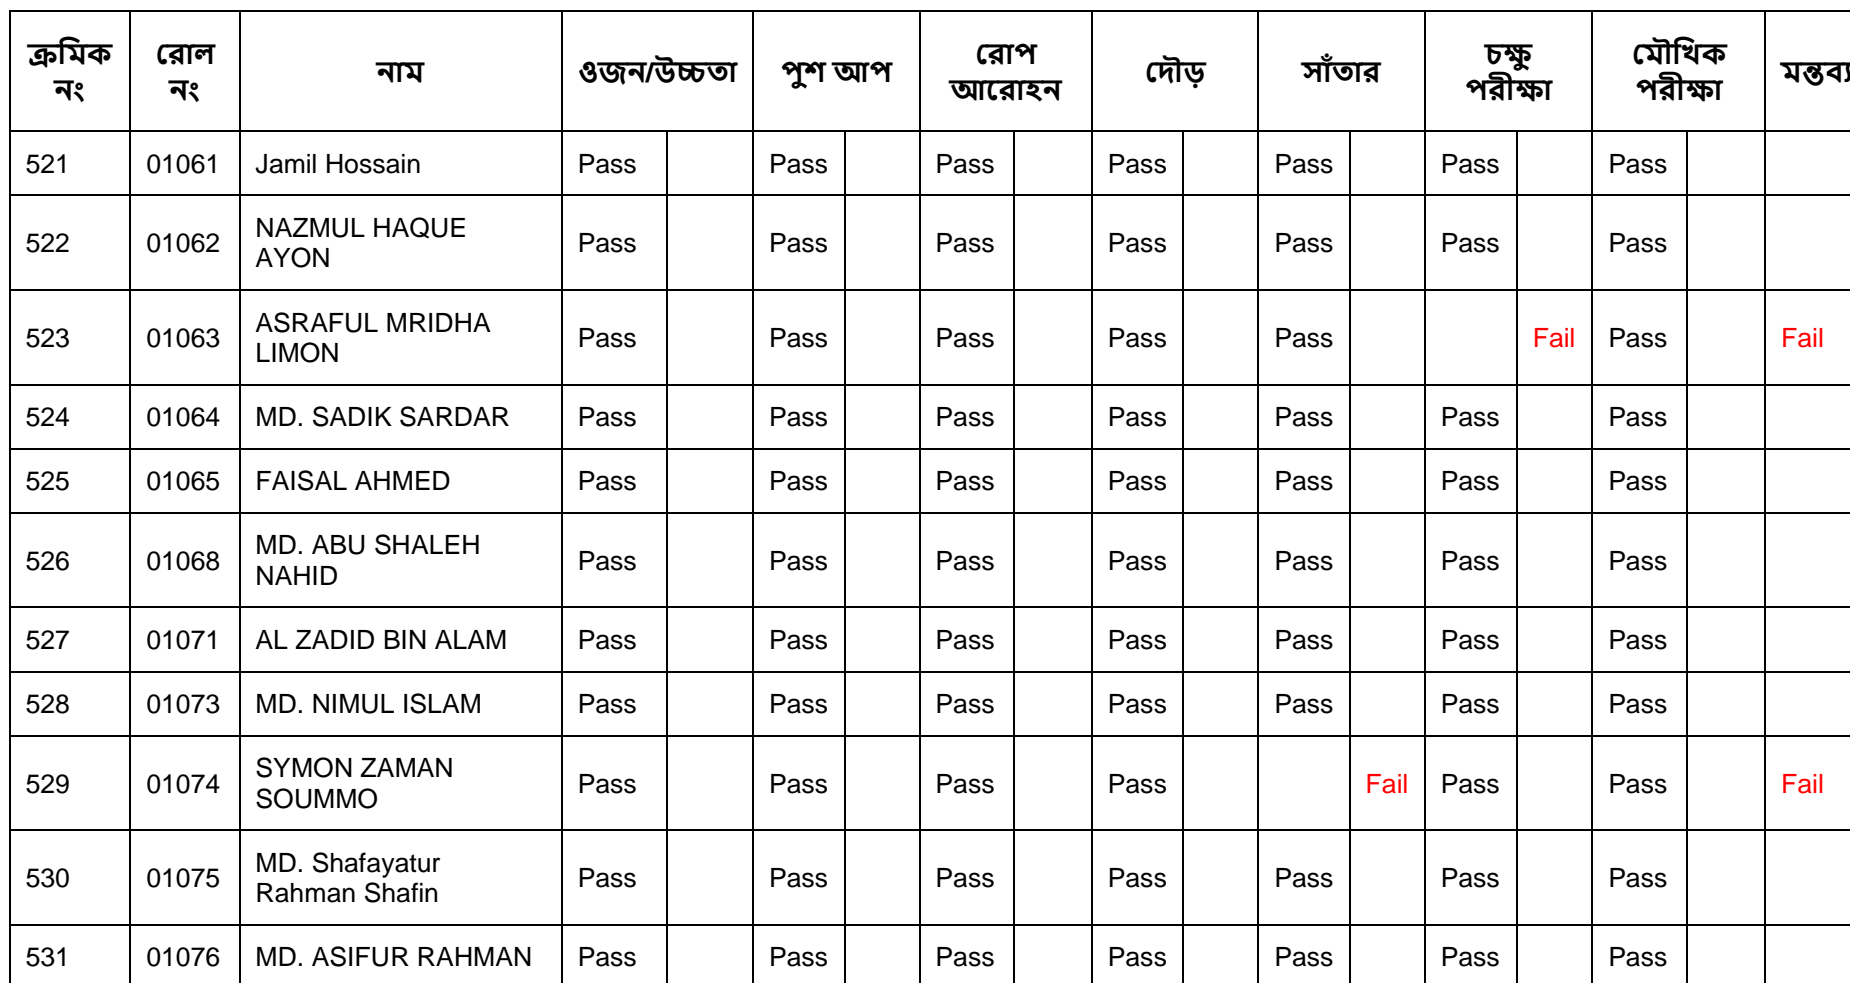 ক্রমিক নং রোল নং নাম ওজন/উচ্চতা পুশ আপ রোপ আরোহন দৌড় সাঁতার চক্ষু পরীক্ষা মৌখিক পরীক্ষা মন্তব্য
521 01061 Jamil Hossain Pass Pass Pass Pass Pass Pass Pass
522 01062 NAZMUL HAQUE AYON Pass Pass Pass Pass Pass Pass Pass
523 01063 ASRAFUL MRIDHA LIMON Pass Pass Pass Pass Pass Fail Pass Fail
524 01064 MD. SADIK SARDAR Pass Pass Pass Pass Pass Pass Pass
525 01065 FAISAL AHMED Pass Pass Pass Pass Pass Pass Pass
526 01068 MD. ABU SHALEH NAHID Pass Pass Pass Pass Pass Pass Pass
527 01071 AL ZADID BIN ALAM Pass Pass Pass Pass Pass Pass Pass
528 01073 MD. NIMUL ISLAM Pass Pass Pass Pass Pass Pass Pass
529 01074 SYMON ZAMAN SOUMMO Pass Pass Pass Pass Fail Pass Pass Fail
530 01075 MD. Shafayatur Rahman Shafin Pass Pass Pass Pass Pass Pass Pass
531 01076 MD. ASIFUR RAHMAN Pass Pass Pass Pass Pass Pass Pass